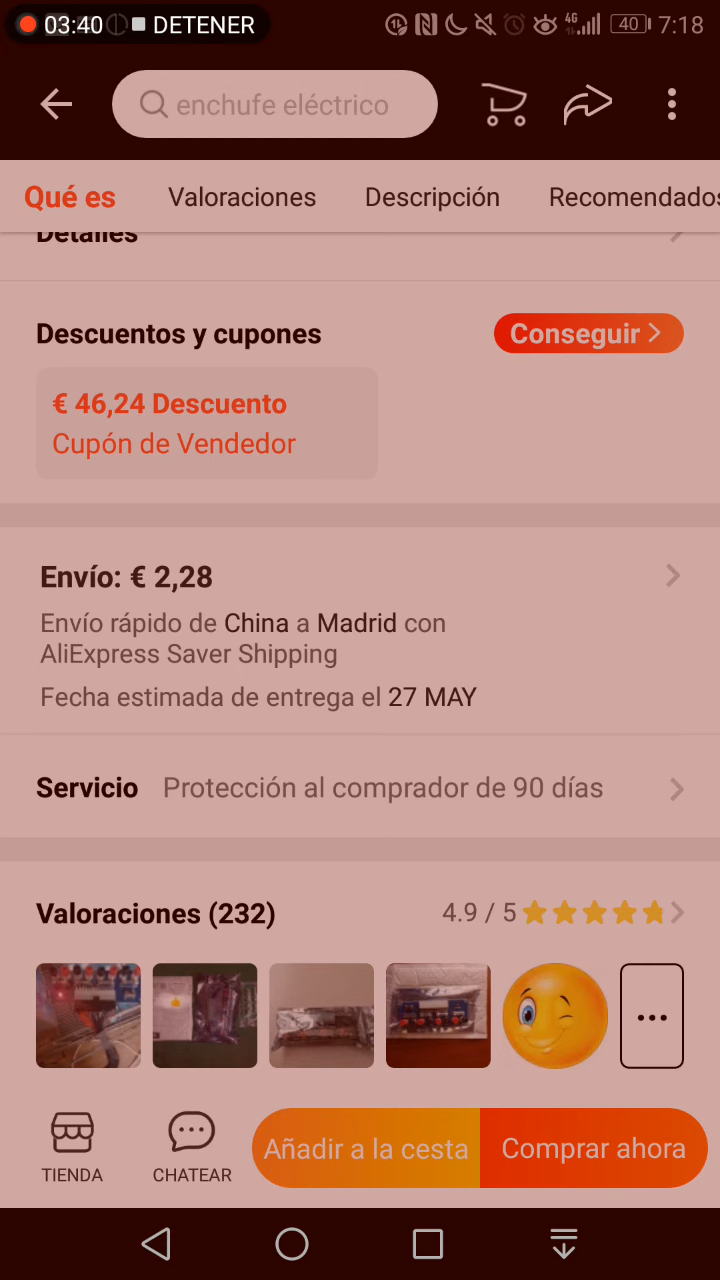 03:40 DETENER 4G 40 7:18
enchufe eléctrico
Qué es Valoraciones Descripción Recomendados
Detalles
Descuentos y cupones Conseguir
€ 46,24 Descuento
Cupón de Vendedor
Envío: € 2,28
Envío rápido de China a Madrid con
AliExpress Saver Shipping
Fecha estimada de entrega el 27 MAY
Servicio Protección al comprador de 90 días
Valoraciones (232) 4.9 / 5
TIENDA CHATEAR Añadir a la cesta Comprar ahora